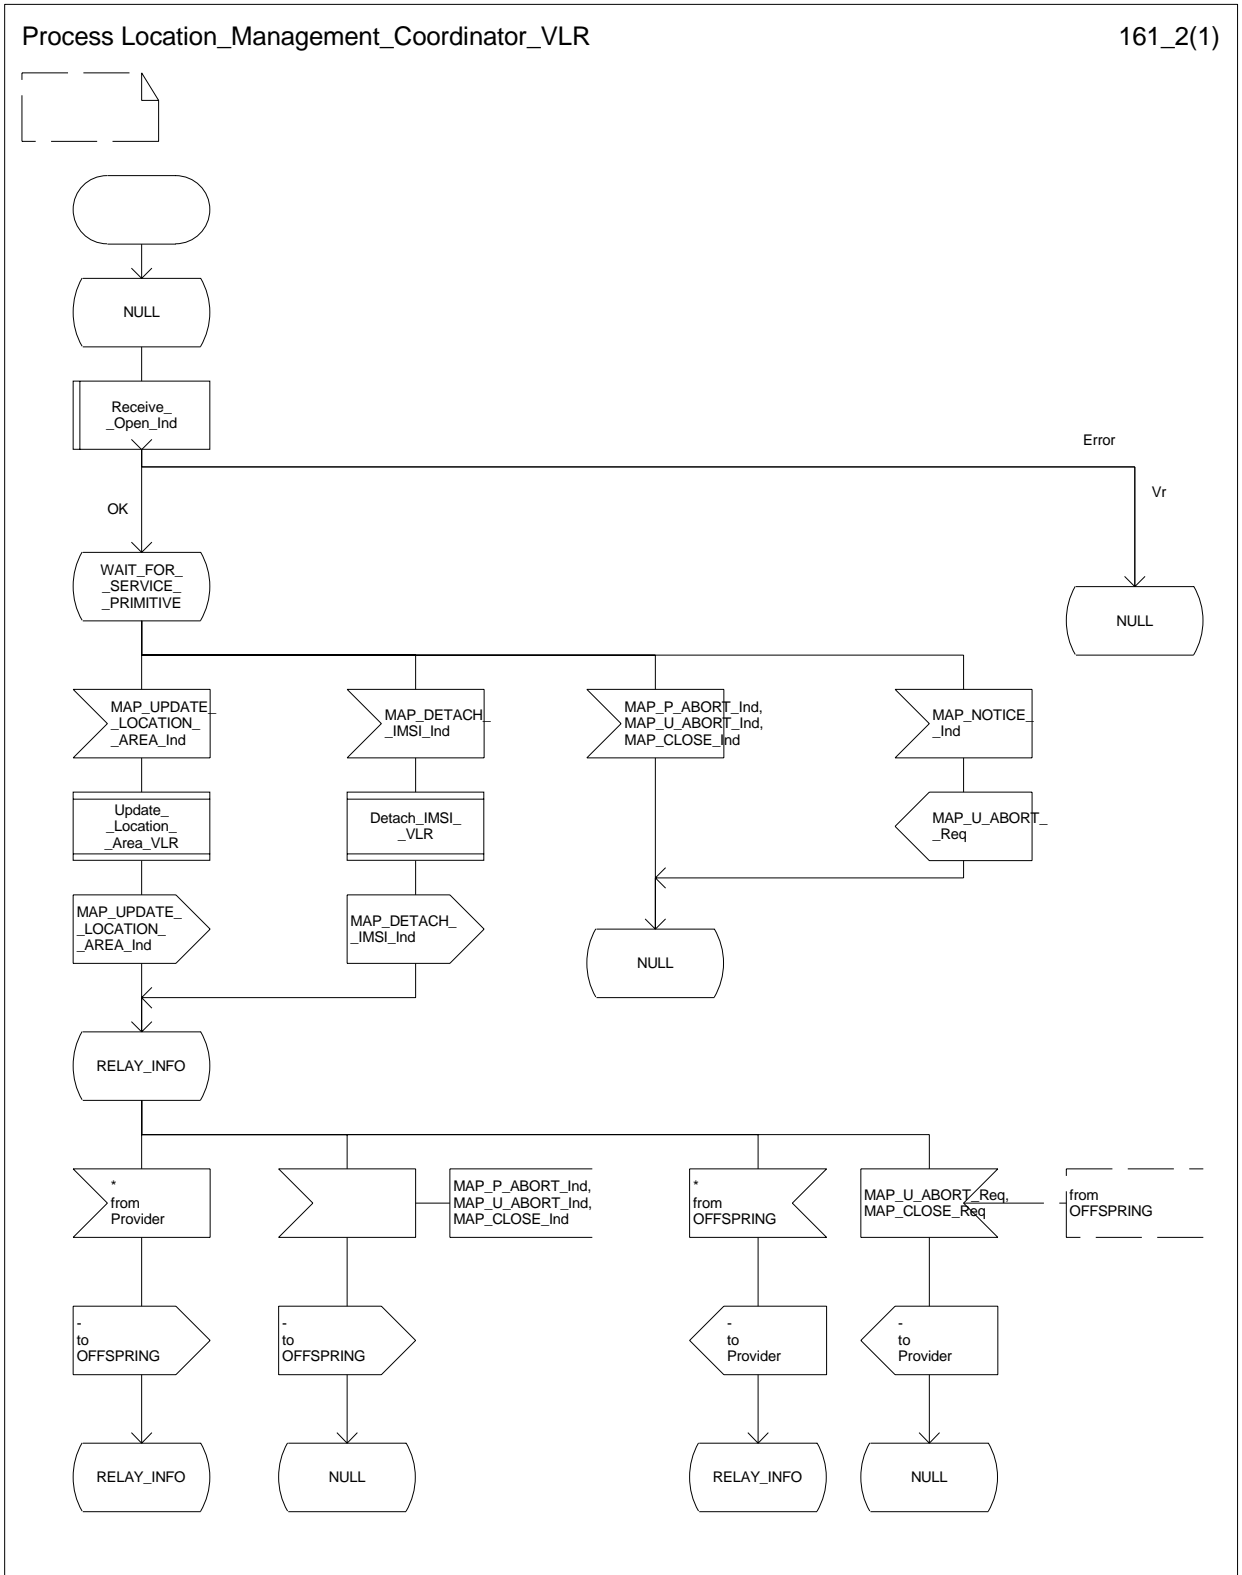 Process Location_Management_Coordinator_VLR
161_2(1)
NULL
Receive_
_Open_Ind
Error
Vr
OK
WAIT_FOR_
_SERVICE_
_PRIMITIVE
NULL
MAP_UPDATE_
_LOCATION_
_AREA_Ind
MAP_DETACH_
_IMSI_Ind
MAP_P_ABORT_Ind,
MAP_U_ABORT_Ind,
MAP_CLOSE_Ind
MAP_NOTICE_
_Ind
Update_
_Location_
_Area_VLR
Detach_IMSI_
_VLR
MAP_U_ABORT_
_Req
MAP_UPDATE_
_LOCATION_
_AREA_Ind
MAP_DETACH_
_IMSI_Ind
NULL
RELAY_INFO
*
from
Provider
MAP_P_ABORT_Ind,
MAP_U_ABORT_Ind,
MAP_CLOSE_Ind
*
from
OFFSPRING
MAP_U_ABORT_Req,
MAP_CLOSE_Req
from
OFFSPRING
-
to
OFFSPRING
-
to
OFFSPRING
-
to
Provider
-
to
Provider
RELAY_INFO
NULL
RELAY_INFO
NULL